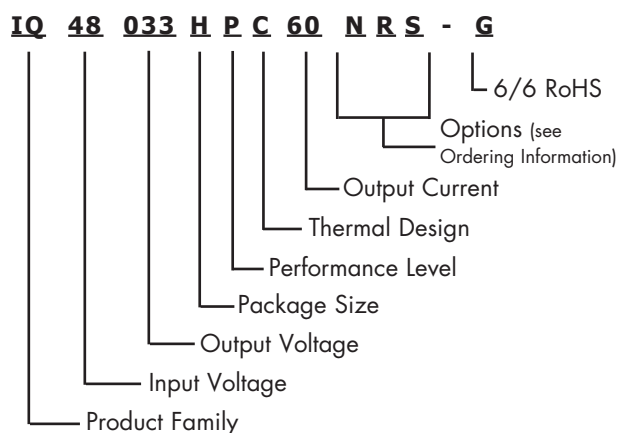 IQ 48 033 H P C 60 N R S - G
6/6 RoHS
Options (see
Ordering Information)
Output Current
Thermal Design
Performance Level
Package Size
Output Voltage
Input Voltage
Product Family